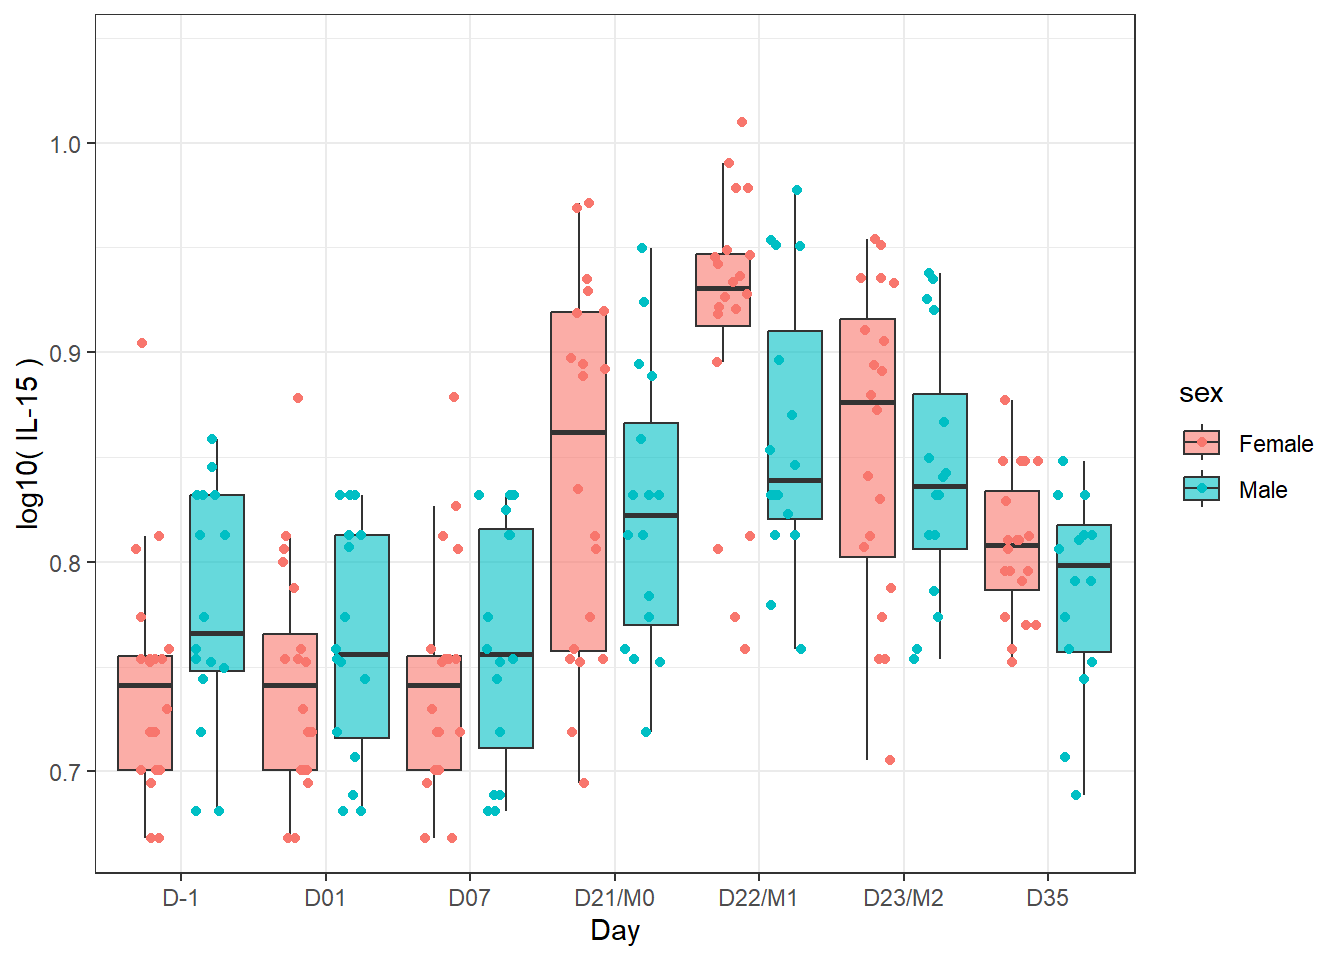 log10( IL-15 )
1.0
0.9
0.8
0.7
D-1
D01
D07
D21/M0
D22/M1
D23/M2
D35
Day
sex
Female
Male